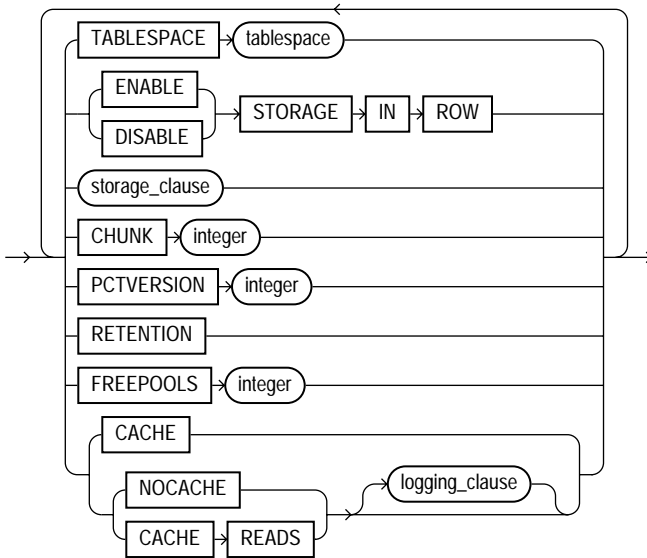 TABLESPACE tablespace
ENABLE
DISABLE
STORAGE IN ROW
storage_clause
CHUNK integer
PCTVERSION integer
RETENTION
FREEPOOLS integer
CACHE
NOCACHE
CACHE READS
logging_clause